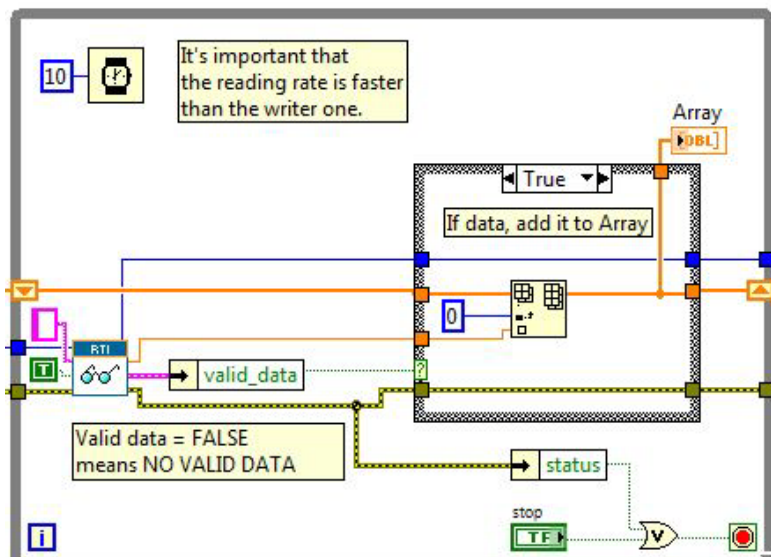 10
It's important that
the reading rate is faster
than the writer one.
Array
DBL
True
If data, add it to Array
0
RTI
T
valid_data
?
Valid data = FALSE
means NO VALID DATA
status
stop
TF
V
i